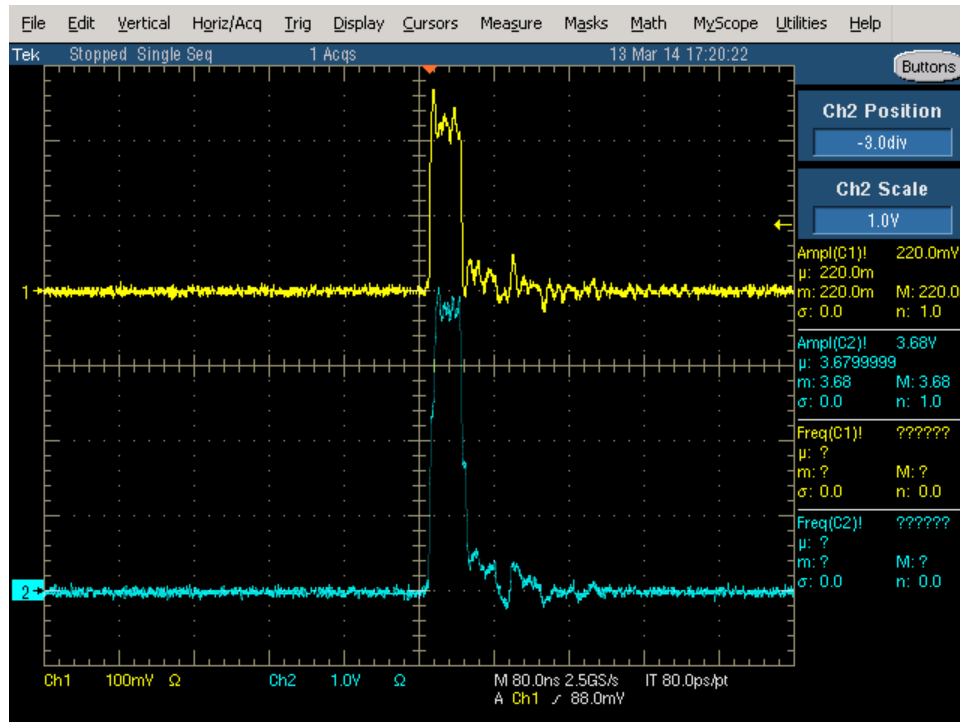 File Edit Vertical Horiz/Acq Trig Display Cursors Measure Masks Math MyScope Utilities Help
Tek Stopped Single Seq 1 Acqs 13 Mar 14 17:20:22 Buttons
Ch2 Position
-3.0div
Ch2 Scale
1.0V
Ampl(C1)! 220.0mV
µ: 220.0m
m: 220.0m M: 220.0
σ: 0.0 n: 1.0
Ampl(C2)! 3.68V
µ: 3.6799999
m: 3.68 M: 3.68
σ: 0.0 n: 1.0
Freq(C1)! ??????
µ: ?
m: ? M: ?
σ: 0.0 n: 0.0
Freq(C2)! ??????
µ: ?
m: ? M: ?
σ: 0.0 n: 0.0
1
2
Ch1 100mV Ω Ch2 1.0V Ω M 80.0ns 2.5GS/s IT 80.0ps/pt
A Ch1 88.0mV